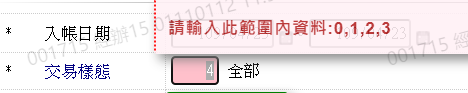 * 入帳日期
請輸入此範圍內資料:0,1,2,3
* 交易樣態 4 全部